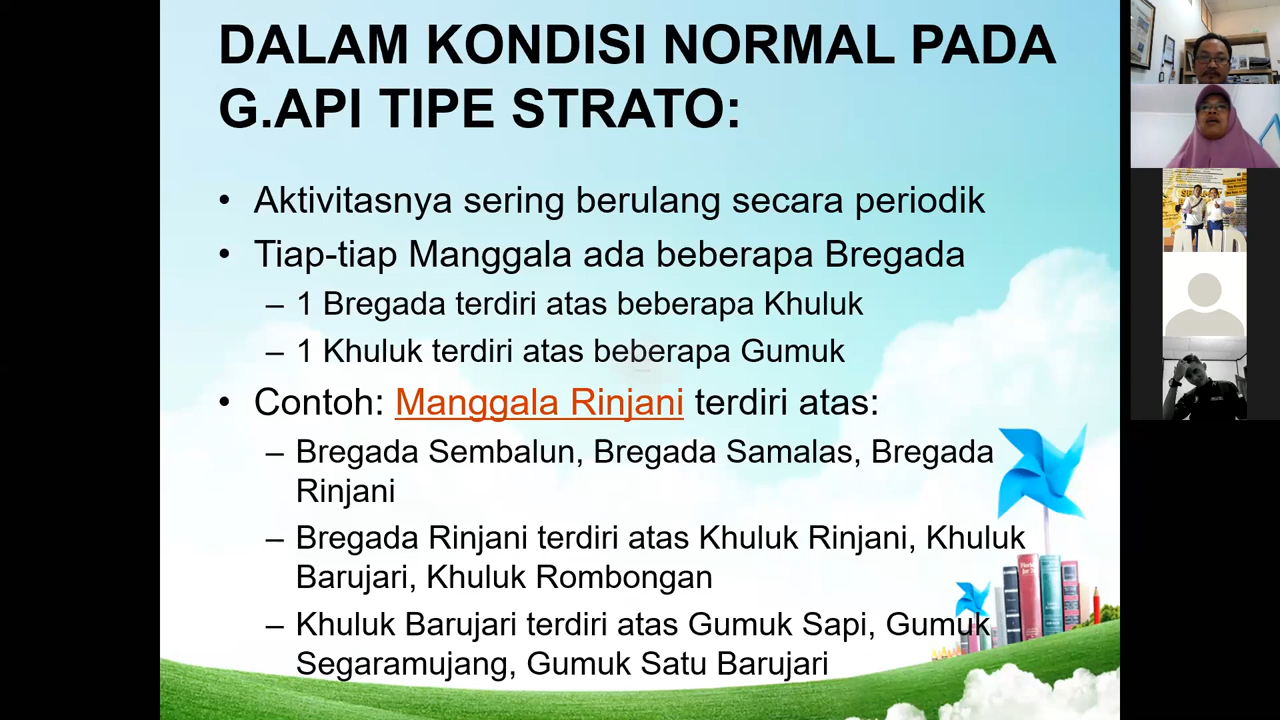 DALAM KONDISI NORMAL PADA
G.API TIPE STRATO:
• Aktivitasnya sering berulang secara periodik
• Tiap-tiap Manggala ada beberapa Bregada
– 1 Bregada terdiri atas beberapa Khuluk
– 1 Khuluk terdiri atas beberapa Gumuk
• Contoh: Manggala Rinjani terdiri atas:
– Bregada Sembalun, Bregada Samalas, Bregada
Rinjani
– Bregada Rinjani terdiri atas Khuluk Rinjani, Khuluk
Barujari, Khuluk Rombongan
– Khuluk Barujari terdiri atas Gumuk Sapi, Gumuk
Segaramujang, Gumuk Satu Barujari
AND